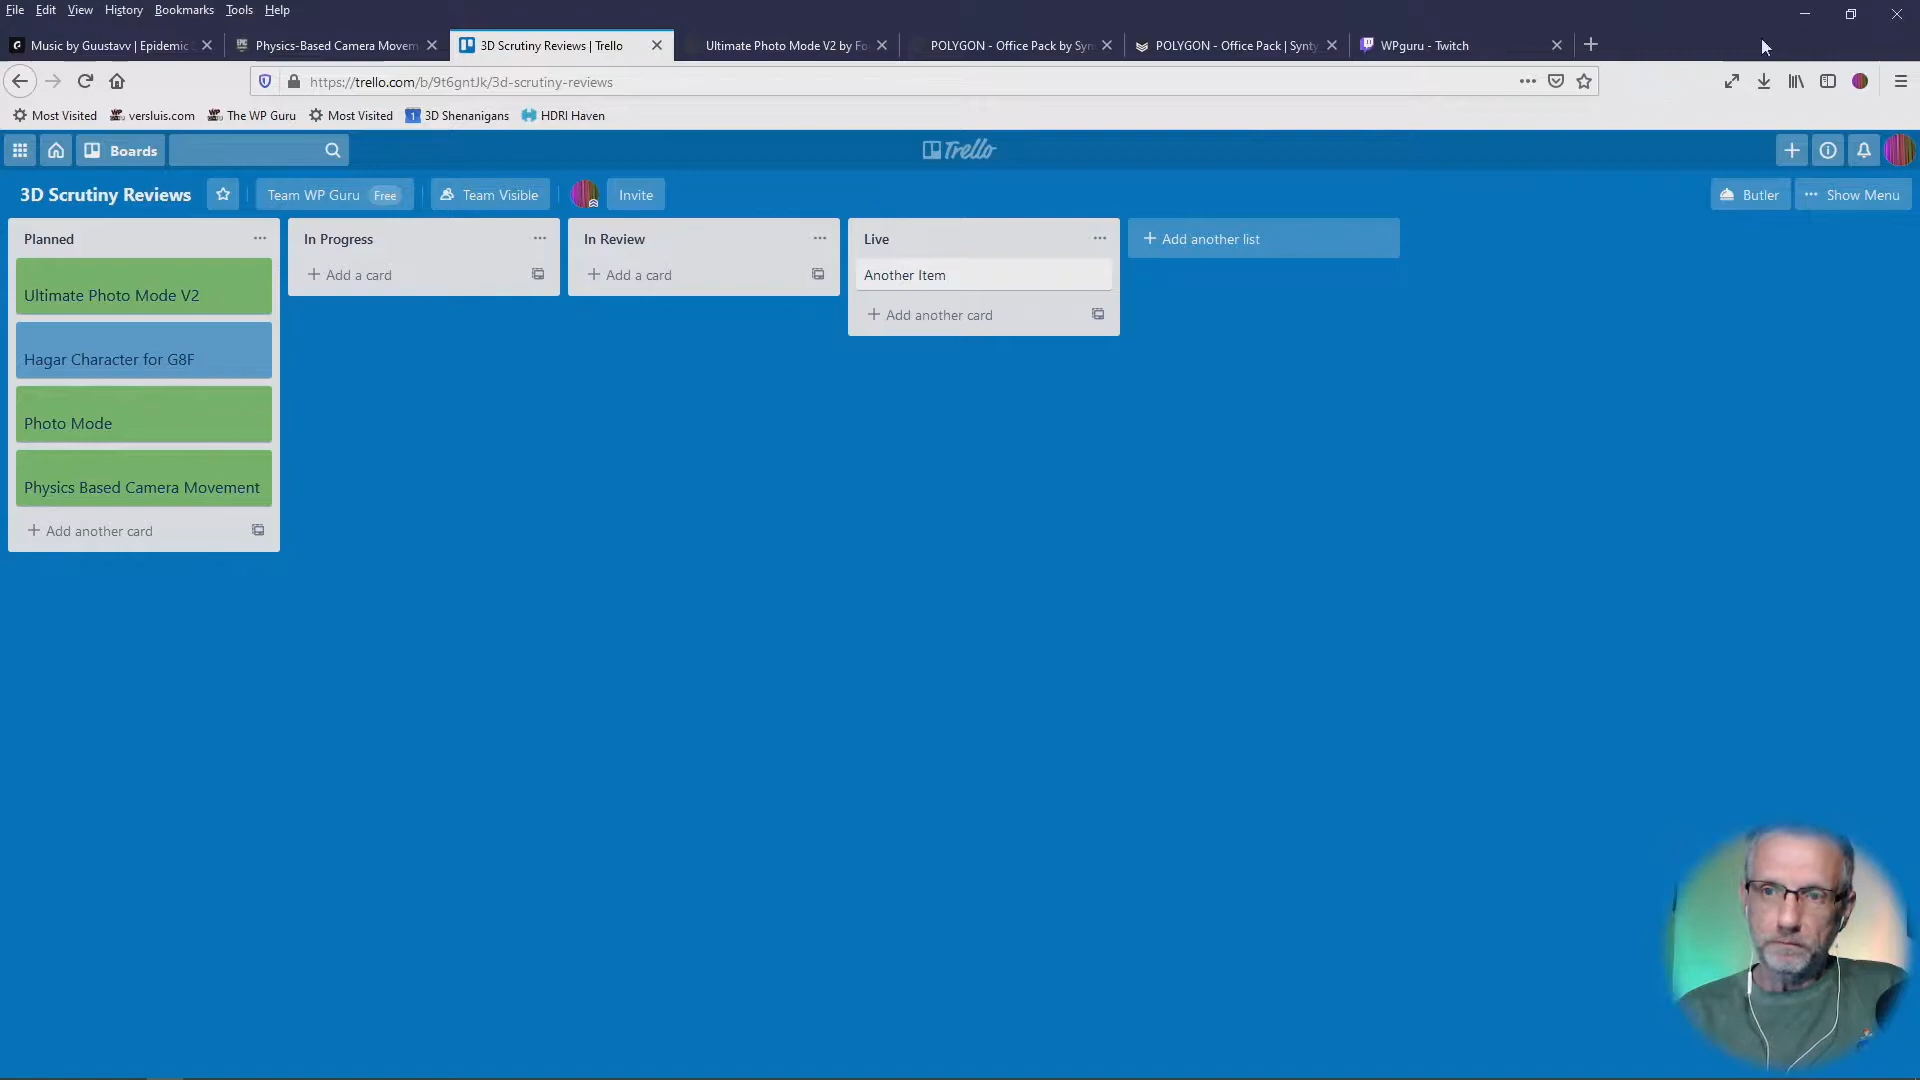 File Edit View History Bookmarks Tools Help
Music by Guustavv | Epidemic
Physics-Based Camera Movem
3D Scrutiny Reviews | Trello
Ultimate Photo Mode V2 by Fo
POLYGON - Office Pack by Syn
POLYGON - Office Pack | Synty
WPguru - Twitch
https://trello.com/b/9t6gntJk/3d-scrutiny-reviews
Most Visited versluis.com The WP Guru Most Visited 3D Shenanigans HDRI Haven
Boards
Trello
3D Scrutiny Reviews Team WP Guru Free Team Visible Invite Butler Show Menu
Planned
Ultimate Photo Mode V2
Hagar Character for G8F
Photo Mode
Physics Based Camera Movement
Add another card
In Progress
Add a card
In Review
Add a card
Live
Another Item
Add another card
Add another list